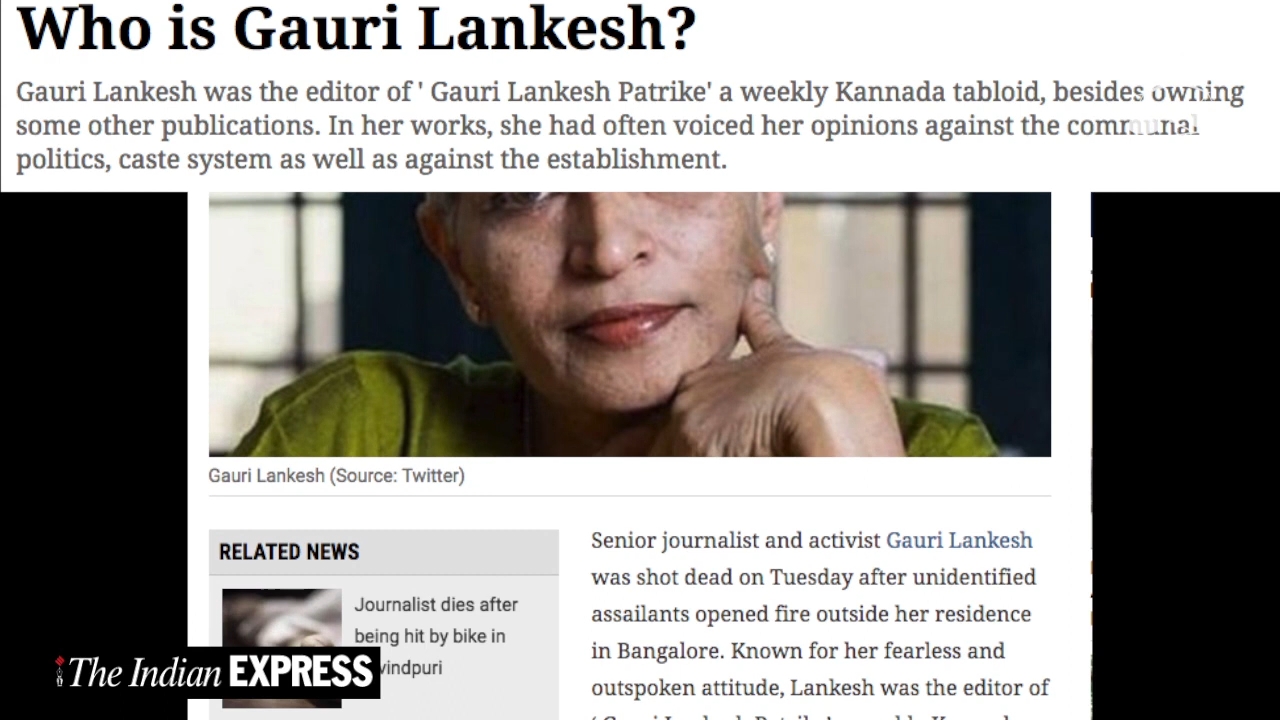 Who is Gauri Lankesh?
Gauri Lankesh was the editor of ' Gauri Lankesh Patrike' a weekly Kannada tabloid, besides owning
some other publications. In her works, she had often voiced her opinions against the communal
politics, caste system as well as against the establishment.
Gauri Lankesh (Source: Twitter)
RELATED NEWS
Journalist dies after
being hit by bike in
vindpuri
The Indian EXPRESS
Senior journalist and activist Gauri Lankesh
was shot dead on Tuesday after unidentified
assailants opened fire outside her residence
in Bangalore. Known for her fearless and
outspoken attitude, Lankesh was the editor of